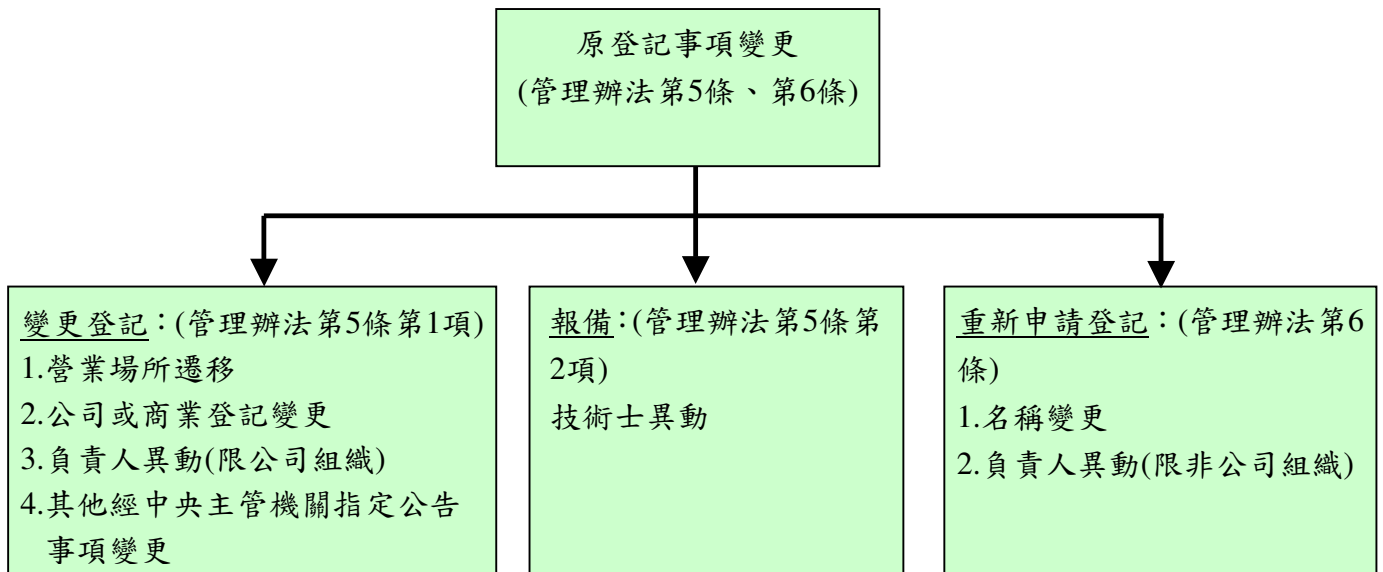 原登記事項變更
(管理辦法第5條、第6條)
變更登記：(管理辦法第5條第1項)
1.營業場所遷移
2.公司或商業登記變更
3.負責人異動(限公司組織)
4.其他經中央主管機關指定公告
事項變更
報備：(管理辦法第5條第
2項)
技術士異動
重新申請登記：(管理辦法第6
條)
1.名稱變更
2.負責人異動(限非公司組織)